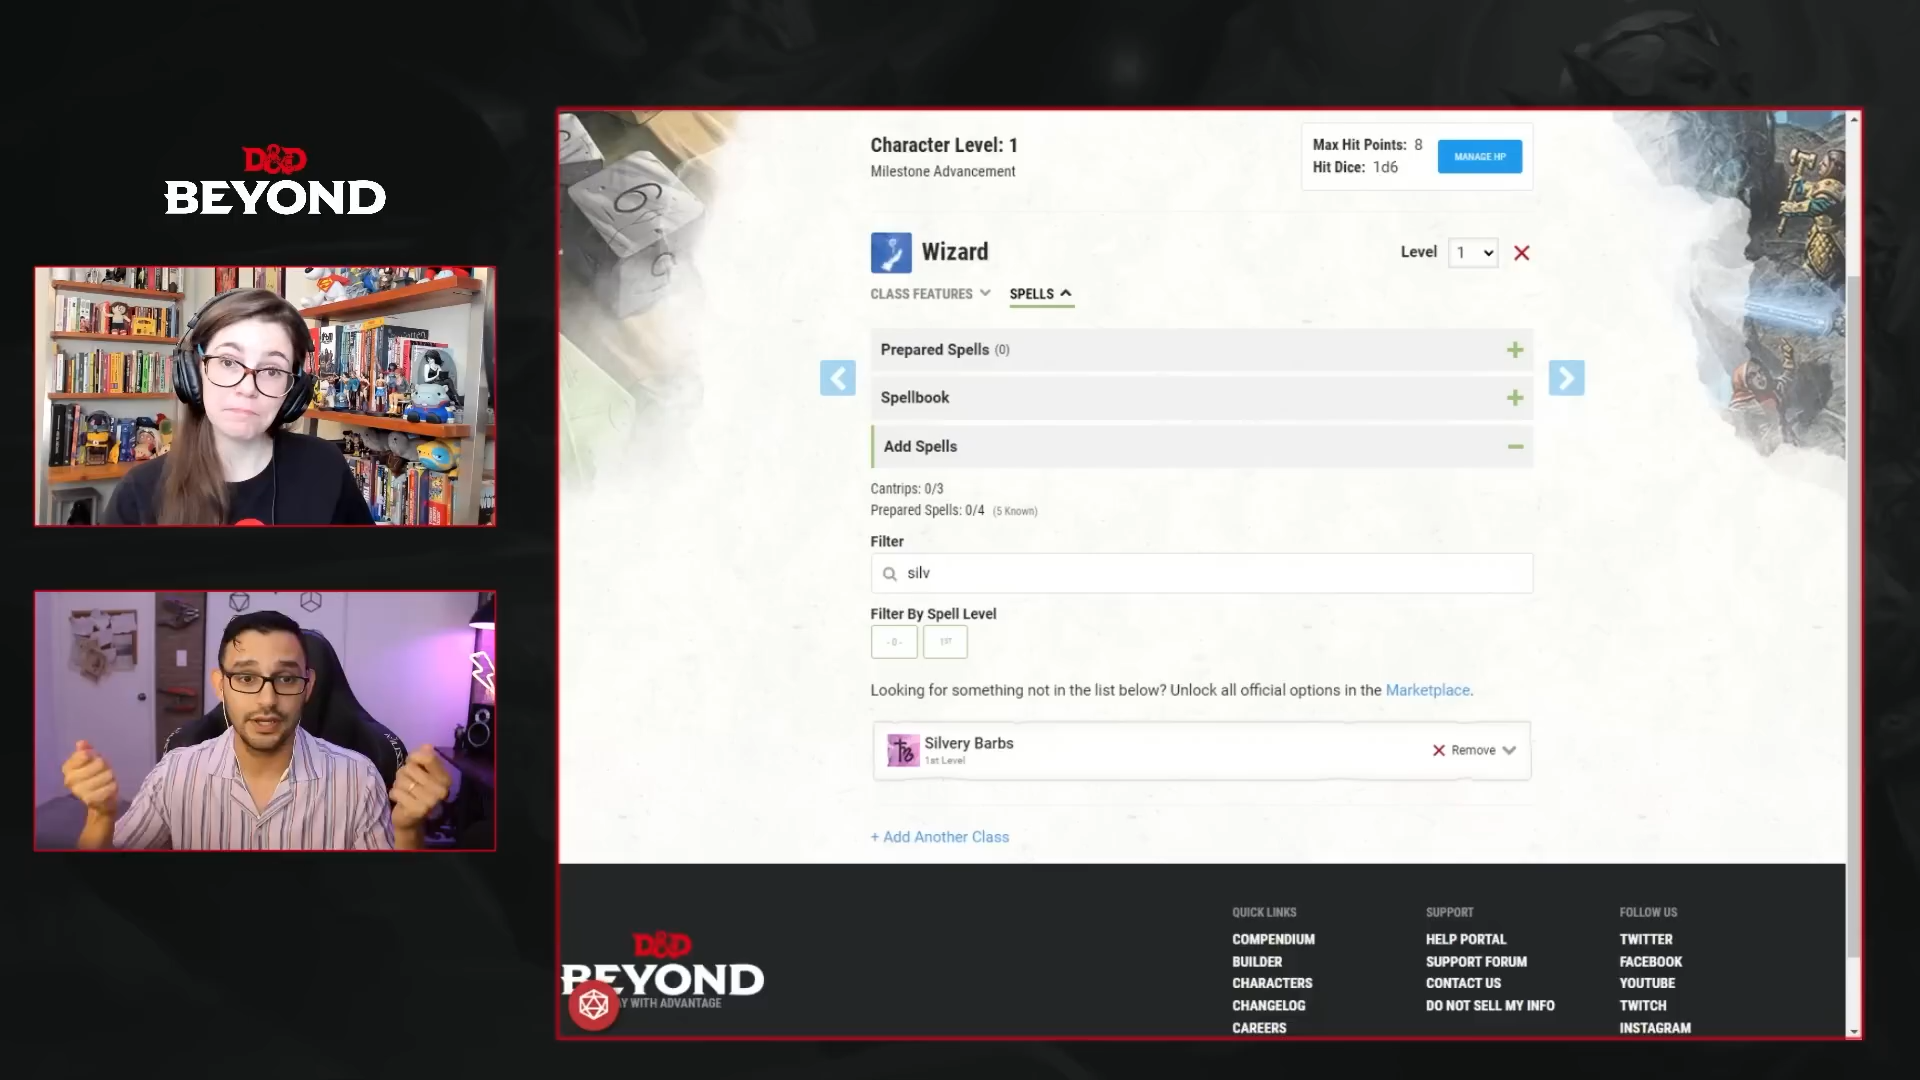 D&D
BEYOND
Character Level: 1
Milestone Advancement
Max Hit Points: 8
Hit Dice: 1d6
MANAGE HP
Wizard
Level 1
CLASS FEATURES
SPELLS
Prepared Spells (0)
Spellbook
Add Spells
Cantrips: 0/3
Prepared Spells: 0/4 (5 Known)
Filter
silv
Filter By Spell Level
- 0 -
1ST
Looking for something not in the list below? Unlock all official options in the Marketplace.
Silvery Barbs
1st Level
Remove
+ Add Another Class
D&D
BEYOND
Y WITH ADVANTAGE
QUICK LINKS
COMPENDIUM
BUILDER
CHARACTERS
CHANGELOG
CAREERS
SUPPORT
HELP PORTAL
SUPPORT FORUM
CONTACT US
DO NOT SELL MY INFO
FOLLOW US
TWITTER
FACEBOOK
YOUTUBE
TWITCH
INSTAGRAM